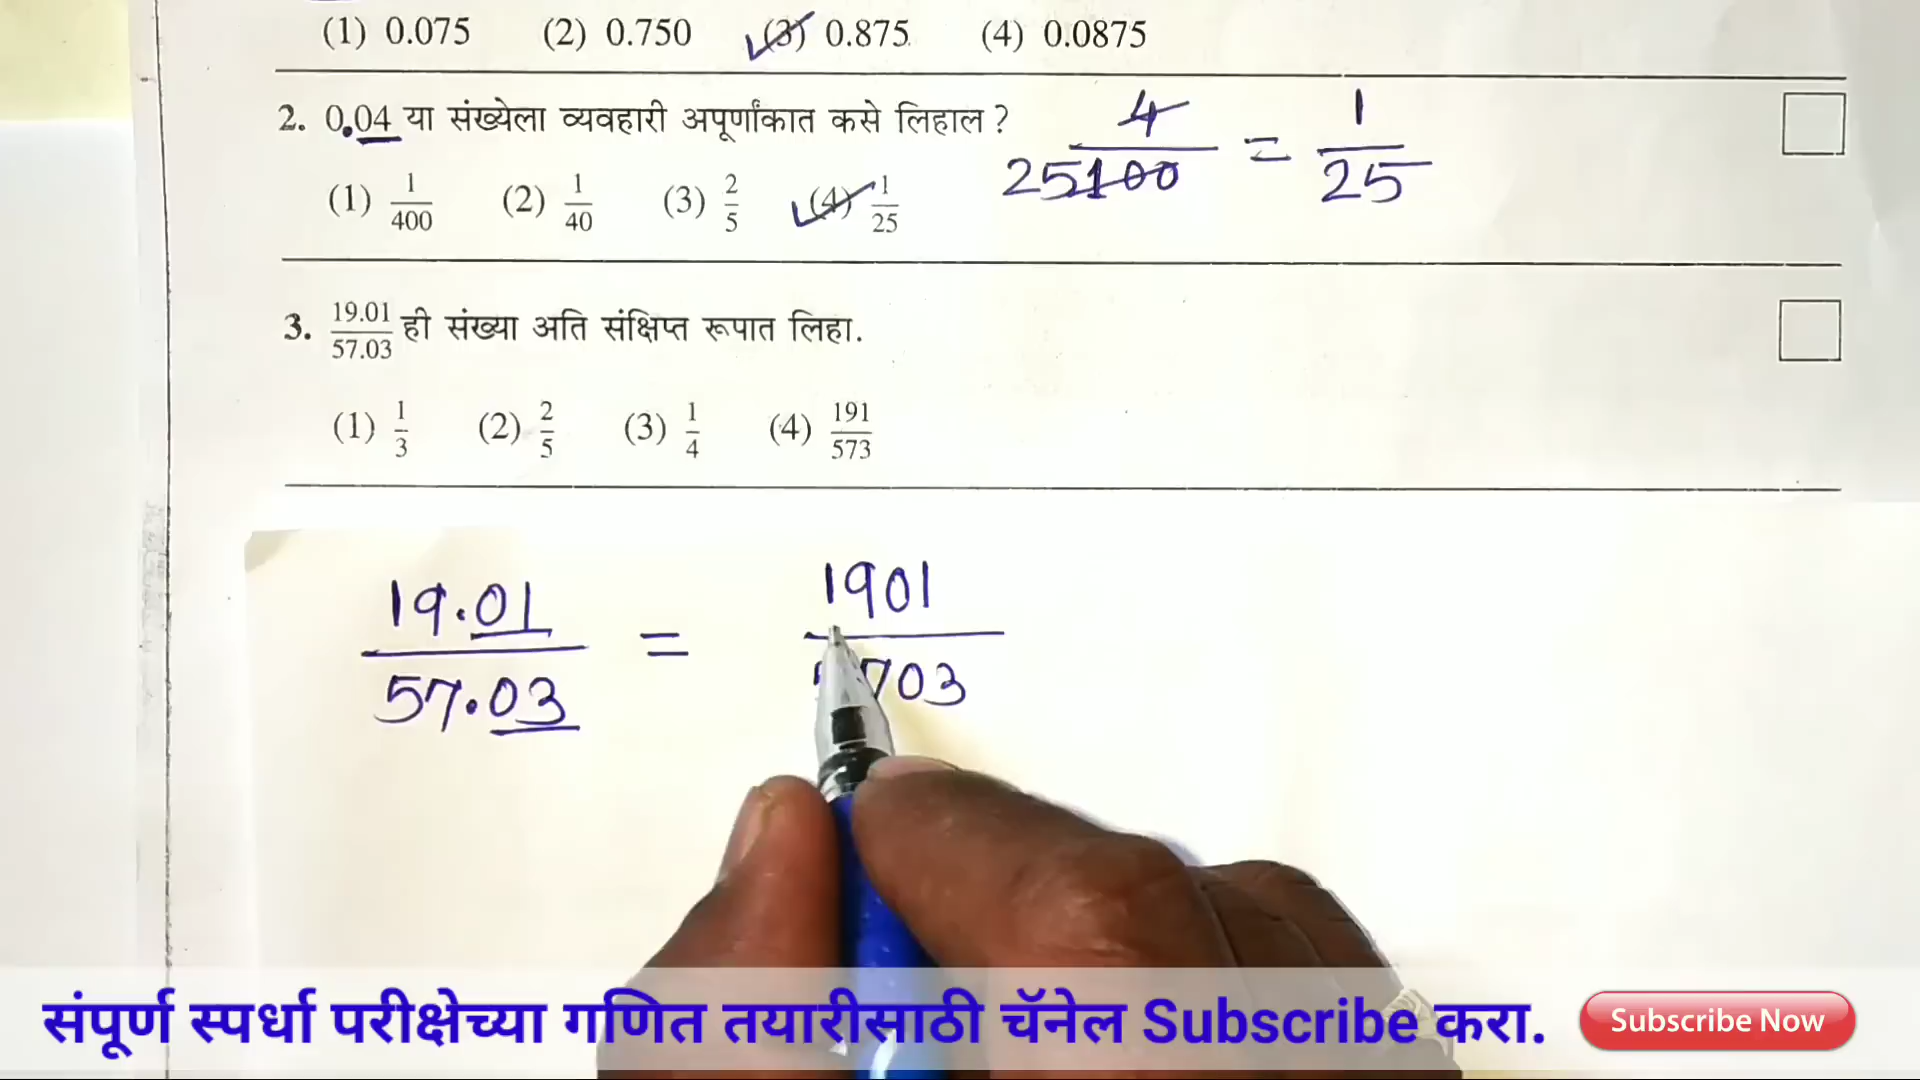 (1) 0.075 (2) 0.750 (3) 0.875 (4) 0.0875
2. 0.04 या संख्येला व्यवहारी अपूर्णांकात कसे लिहाल ?
4/25100 = 1/25
(1) 1/400 (2) 1/40 (3) 2/5 (4) 1/25
3. 19.01/57.03 ही संख्या अति संक्षिप्त रूपात लिहा.
(1) 1/3 (2) 2/5 (3) 1/4 (4) 191/573
19.01/57.03 = 1901/5703
संपूर्ण स्पर्धा परीक्षेच्या गणित तयारीसाठी चॅनेल Subscribe करा.
Subscribe Now